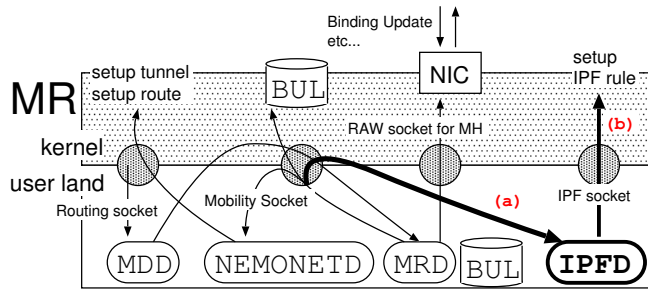 Binding Update
etc...
setup tunnel
setup route
BUL
NIC
setup
IPF rule
MR
(b)
kernel
RAW socket for MH
user land
Routing socket
Mobility Socket
(a)
IPF socket
MDD
NEMONETD
MRD
BUL
IPFD